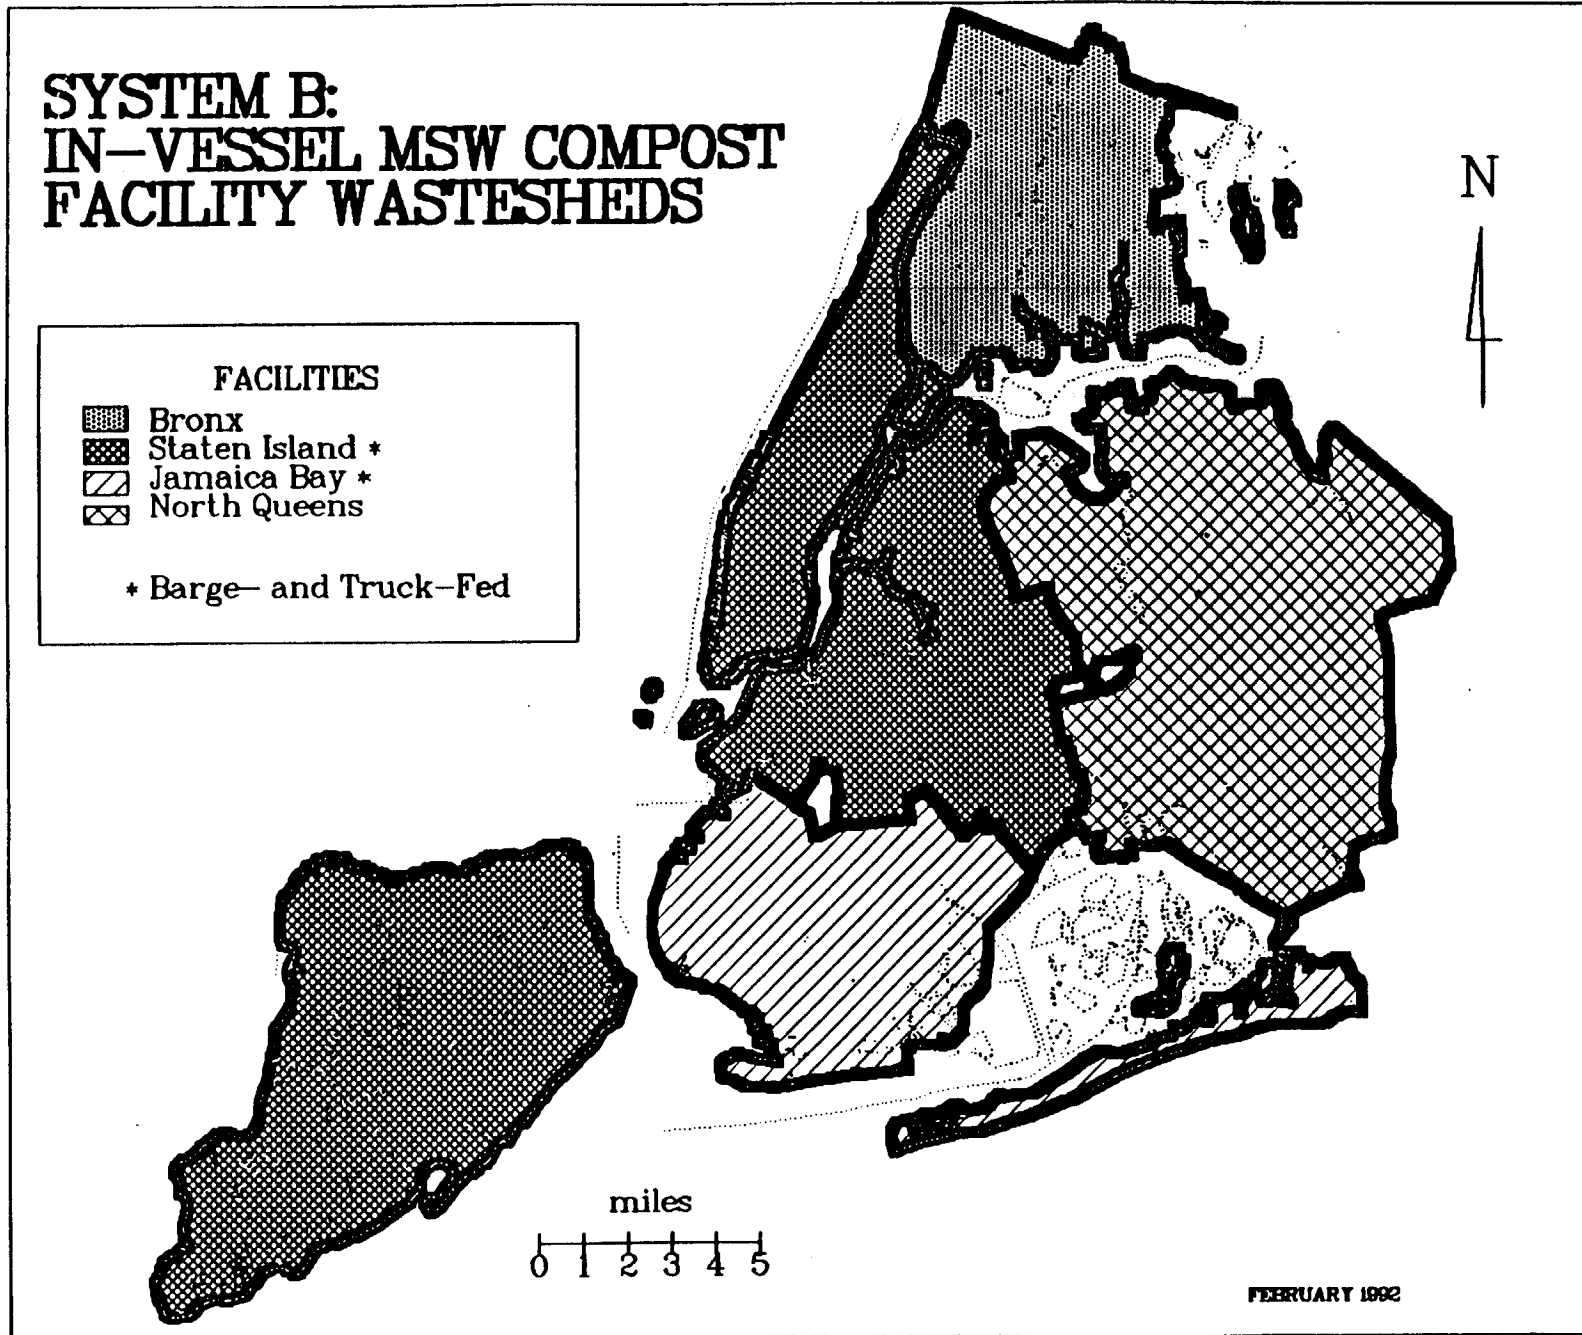 SYSTEM B:
IN-VESSEL MSW COMPOST
FACILITY WASTESHEDS
N
FACILITIES
Bronx
Staten Island *
Jamaica Bay *
North Queens
* Barge- and Truck-Fed
miles
0 1 2 3 4 5
FEBRUARY 1992